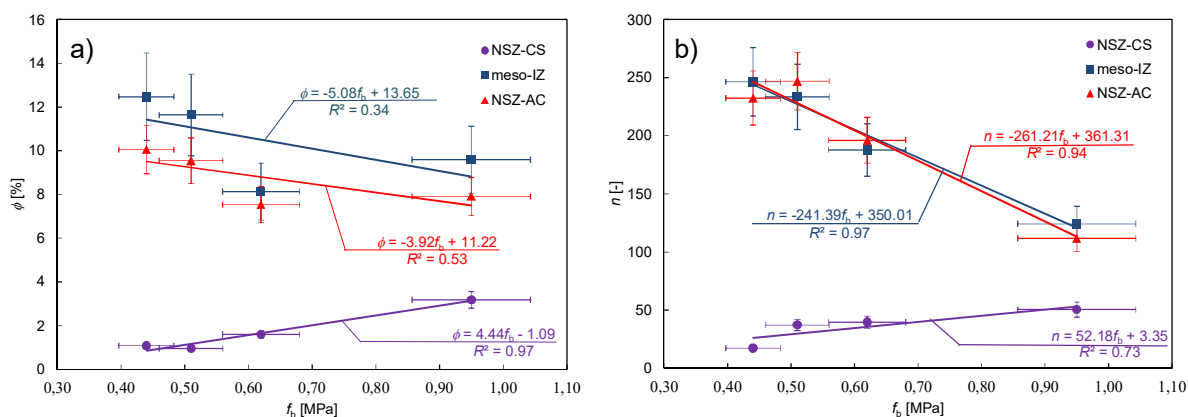 a)
16
14
12
10
8
6
4
2
0
ϕ [%]
NSZ-CS
meso-IZ
NSZ-AC
ϕ = -5.08fb + 13.65
R² = 0.34
ϕ = -3.92fb + 11.22
R² = 0.53
ϕ = 4.44fb - 1.09
R² = 0.97
0,30 0,40 0,50 0,60 0,70 0,80 0,90 1,00 1,10
fb [MPa]
b)
300
250
200
150
100
50
0
n [-]
NSZ-CS
meso-IZ
NSZ-AC
n = -261.21fb + 361.31
R² = 0.94
n = -241.39fb + 350.01
R² = 0.97
n = 52.18fb + 3.35
R² = 0.73
0,30 0,40 0,50 0,60 0,70 0,80 0,90 1,00 1,10
fb [MPa]